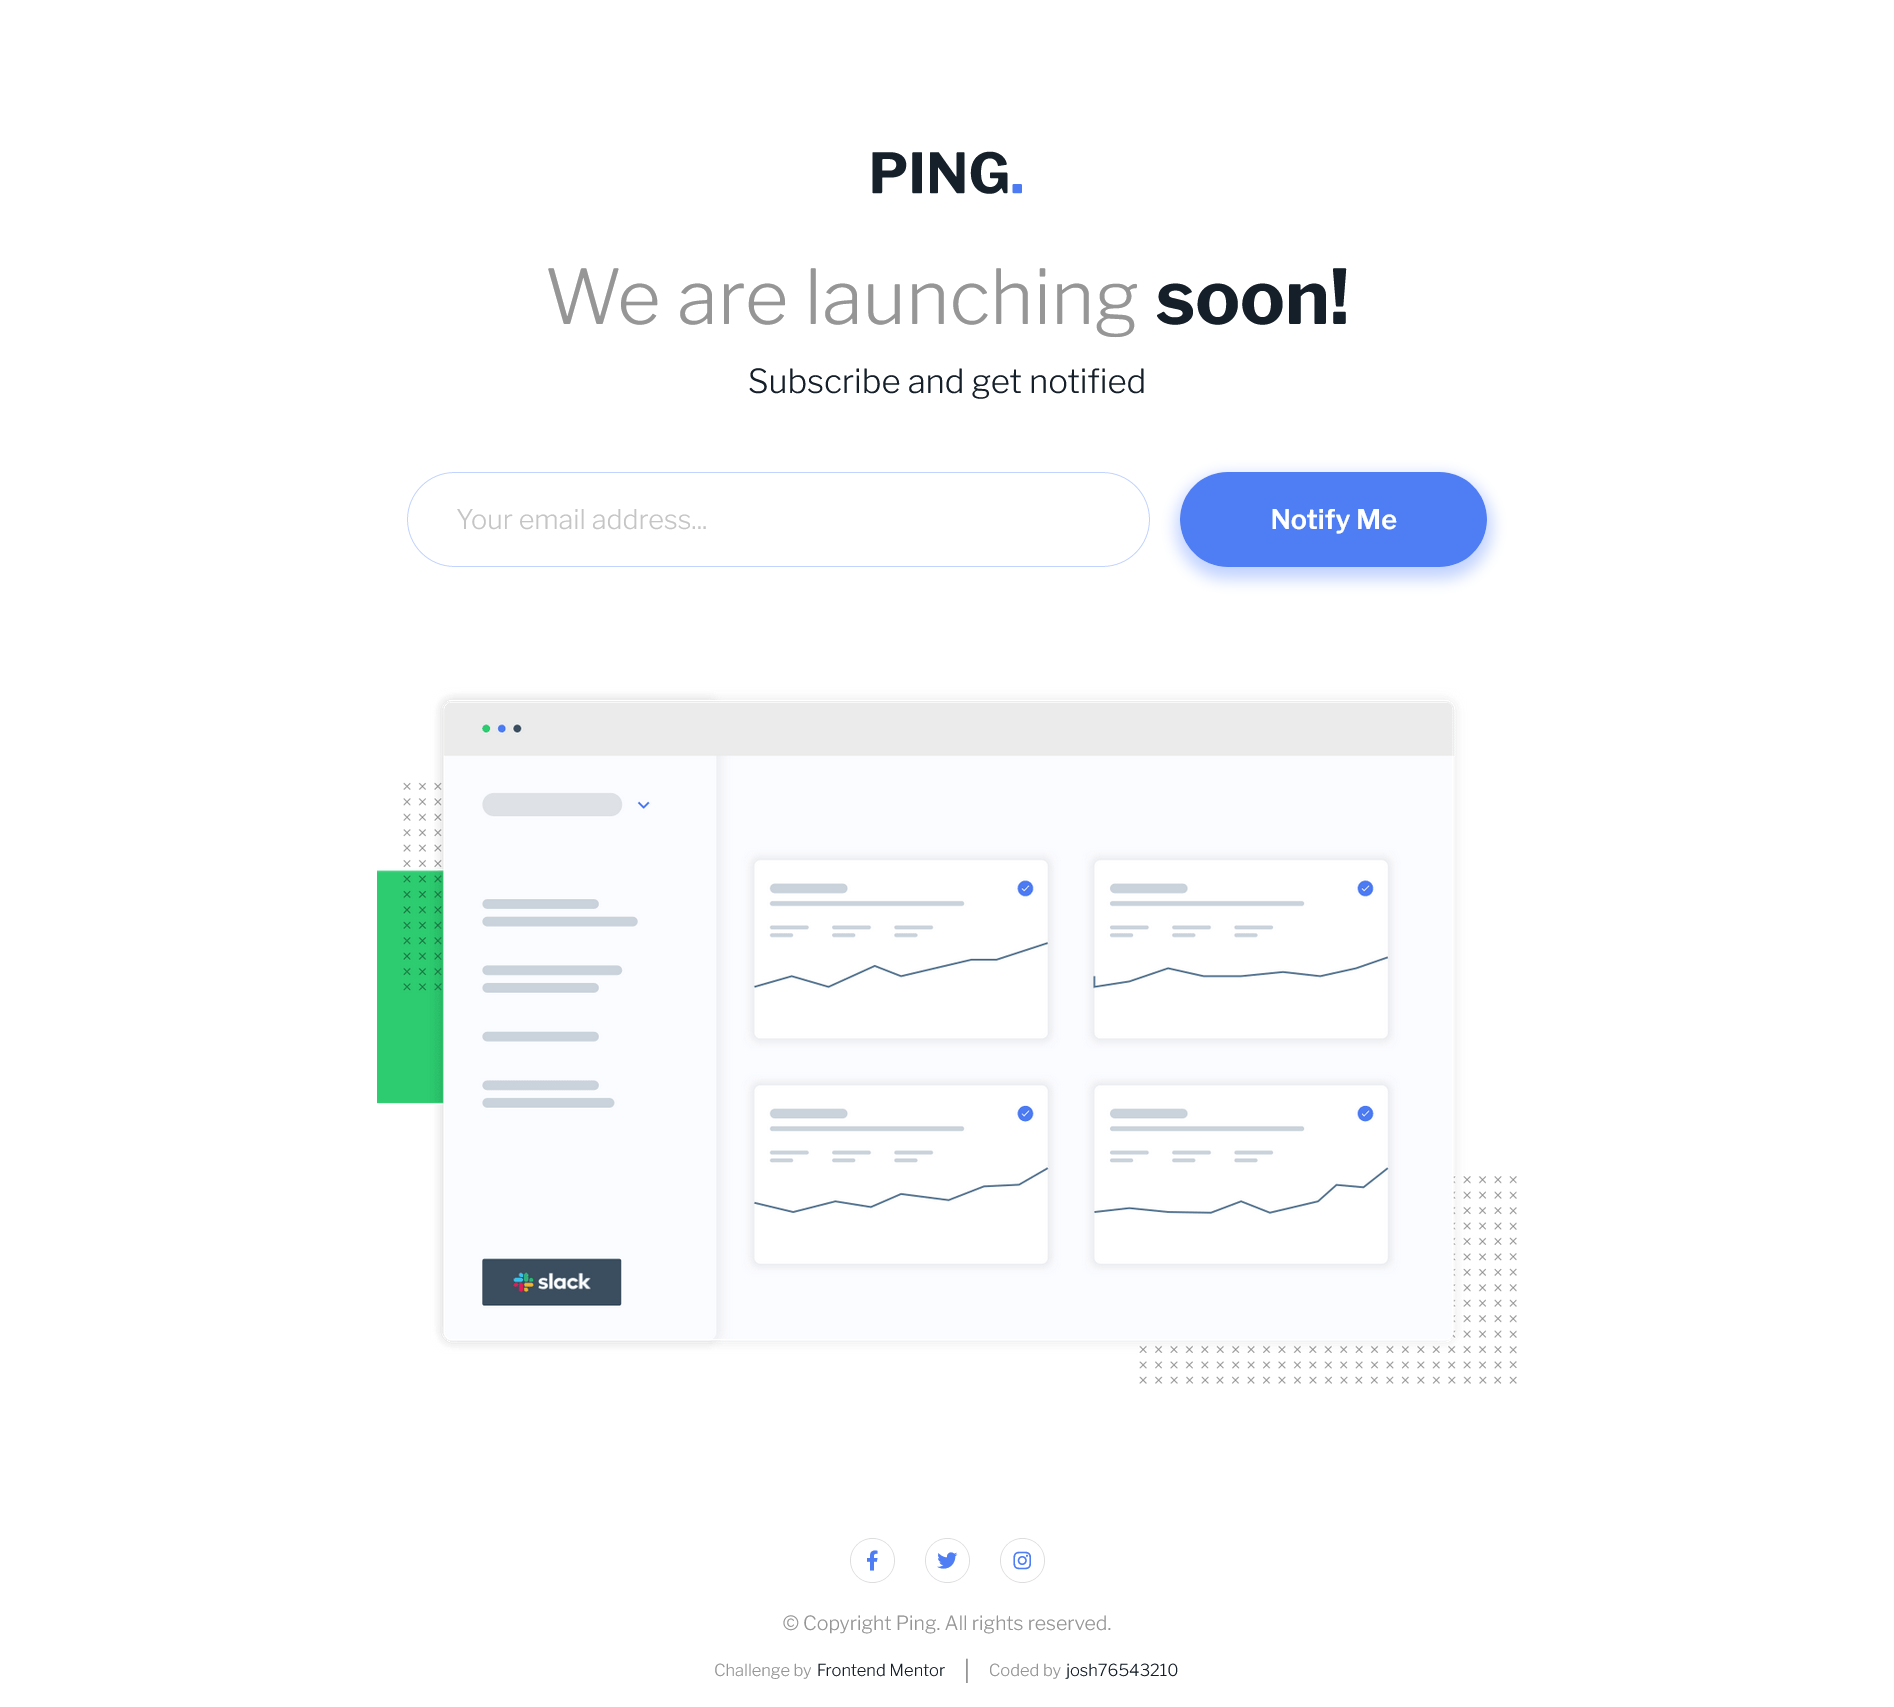 PING.
We are launching soon!
Subscribe and get notified
Your email address...
Notify Me
slack
© Copyright Ping. All rights reserved.
Challenge by Frontend Mentor | Coded by josh76543210